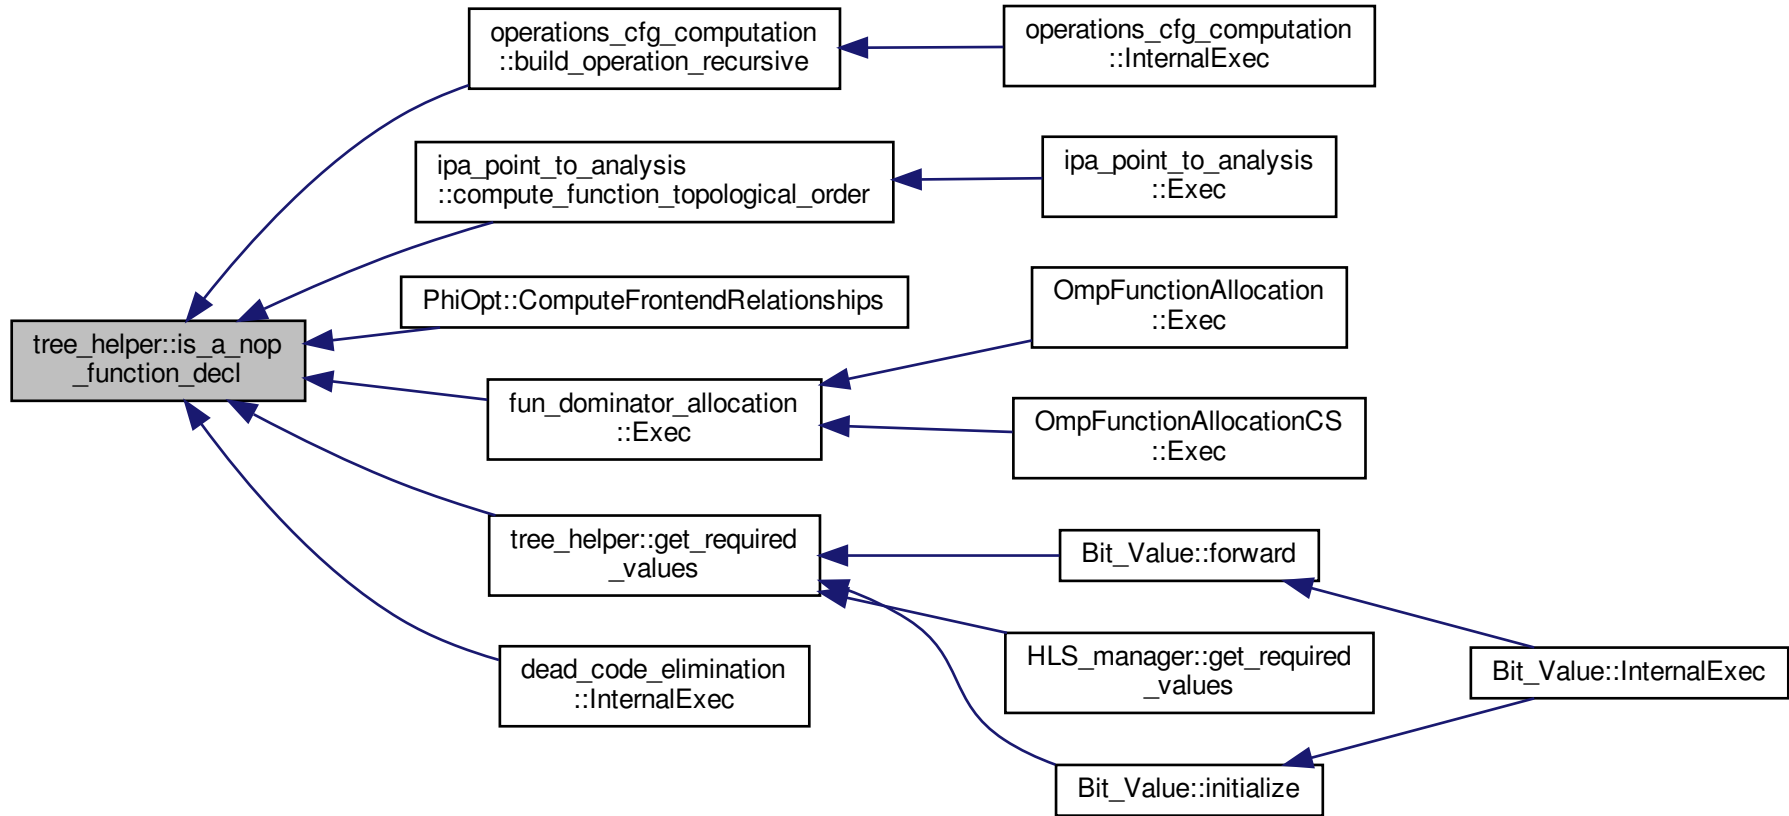 operations_cfg_computation
::build_operation_recursive
operations_cfg_computation
::InternalExec
ipa_point_to_analysis
::compute_function_topological_order
ipa_point_to_analysis
::Exec
PhiOpt::ComputeFrontendRelationships
OmpFunctionAllocation
::Exec
tree_helper::is_a_nop
_function_decl
fun_dominator_allocation
::Exec
OmpFunctionAllocationCS
::Exec
tree_helper::get_required
_values
Bit_Value::forward
HLS_manager::get_required
_values
Bit_Value::InternalExec
dead_code_elimination
::InternalExec
Bit_Value::initialize